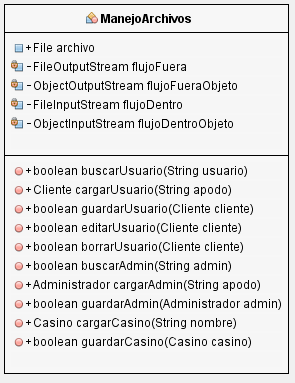 ManejoArchivos
+ File archivo
- FileOutputStream flujoFuera
- ObjectOutputStream flujoFueraObjeto
- FileInputStream flujoDentro
- ObjectInputStream flujoDentroObjeto
+ boolean buscarUsuario(String usuario)
+ Cliente cargarUsuario(String apodo)
+ boolean guardarUsuario(Cliente cliente)
+ boolean editarUsuario(Cliente cliente)
+ boolean borrarUsuario(Cliente cliente)
+ boolean buscarAdmin(String admin)
+ Administrador cargarAdmin(String apodo)
+ boolean guardarAdmin(Administrador admin)
+ Casino cargarCasino(String nombre)
+ boolean guardarCasino(Casino casino)